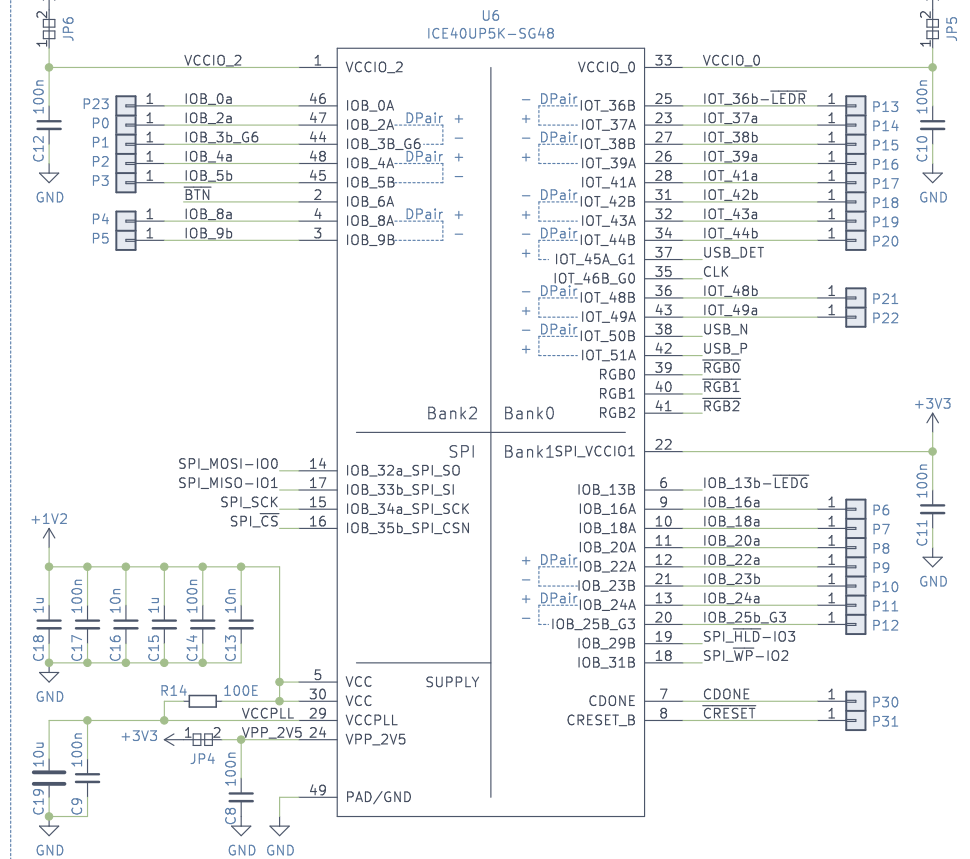 U6
ICE40UP5K-SG48
2 1 JP6
2 1 JP5
VCCIO_2 1 VCCIO_2
VCCIO_0 33 VCCIO_0
100n C12 GND
100n C10 GND
P23 1 IOB_0a 46 IOB_0A
P0 1 IOB_2a 47 IOB_2A DPair +
P1 1 IOB_3b_G6 44 IOB_3B_G6 −
P2 1 IOB_4a 48 IOB_4A DPair +
P3 1 IOB_5b 45 IOB_5B −
BTN 2 IOB_6A
P4 1 IOB_8a 4 IOB_8A DPair +
P5 1 IOB_9b 3 IOB_9B −
− DPair IOT_36B 25 IOT_36b-LEDR 1 P13
+ IOT_37A 23 IOT_37a 1 P14
− DPair IOT_38B 27 IOT_38b 1 P15
+ IOT_39A 26 IOT_39a 1 P16
IOT_41A 28 IOT_41a 1 P17
− DPair IOT_42B 31 IOT_42b 1 P18
+ IOT_43A 32 IOT_43a 1 P19
− DPair IOT_44B 34 IOT_44b 1 P20
+ IOT_45A_G1 37 USB_DET
IOT_46B_G0 35 CLK
− DPair IOT_48B 36 IOT_48b 1 P21
+ IOT_49A 43 IOT_49a 1 P22
− DPair IOT_50B 38 USB_N
+ IOT_51A 42 USB_P
RGB0 39 RGB0
RGB1 40 RGB1
RGB2 41 RGB2
Bank2 Bank0
SPI Bank1
SPI_VCCIO1 22
+3V3
100n C11 GND
SPI_MOSI-IO0 14 IOB_32a_SPI_SO
SPI_MISO-IO1 17 IOB_33b_SPI_SI
SPI_SCK 15 IOB_34a_SPI_SCK
SPI_CS 16 IOB_35b_SPI_CSN
IOB_13B 6 IOB_13b-LEDG
IOB_16A 9 IOB_16a 1 P6
IOB_18A 10 IOB_18a 1 P7
IOB_20A 11 IOB_20a 1 P8
+ DPair IOB_22A 12 IOB_22a 1 P9
− IOB_23B 21 IOB_23b 1 P10
+ DPair IOB_24A 13 IOB_24a 1 P11
− IOB_25B_G3 20 IOB_25b_G3 1 P12
IOB_29B 19 SPI_HLD-IO3
IOB_31B 18 SPI_WP-IO2
CDONE 7 CDONE 1 P30
CRESET_B 8 CRESET 1 P31
+1V2
1u 100n 10n 1u 100n 10n
C18 C17 C16 C15 C14 C13
GND
5 VCC SUPPLY
R14 100E 30 VCC
VCCPLL 29 VCCPLL
+3V3 1 2 VPP_2V5 24 VPP_2V5
JP4
10u 100n 100n
C19 C9 C8
49 PAD/GND
GND GND GND